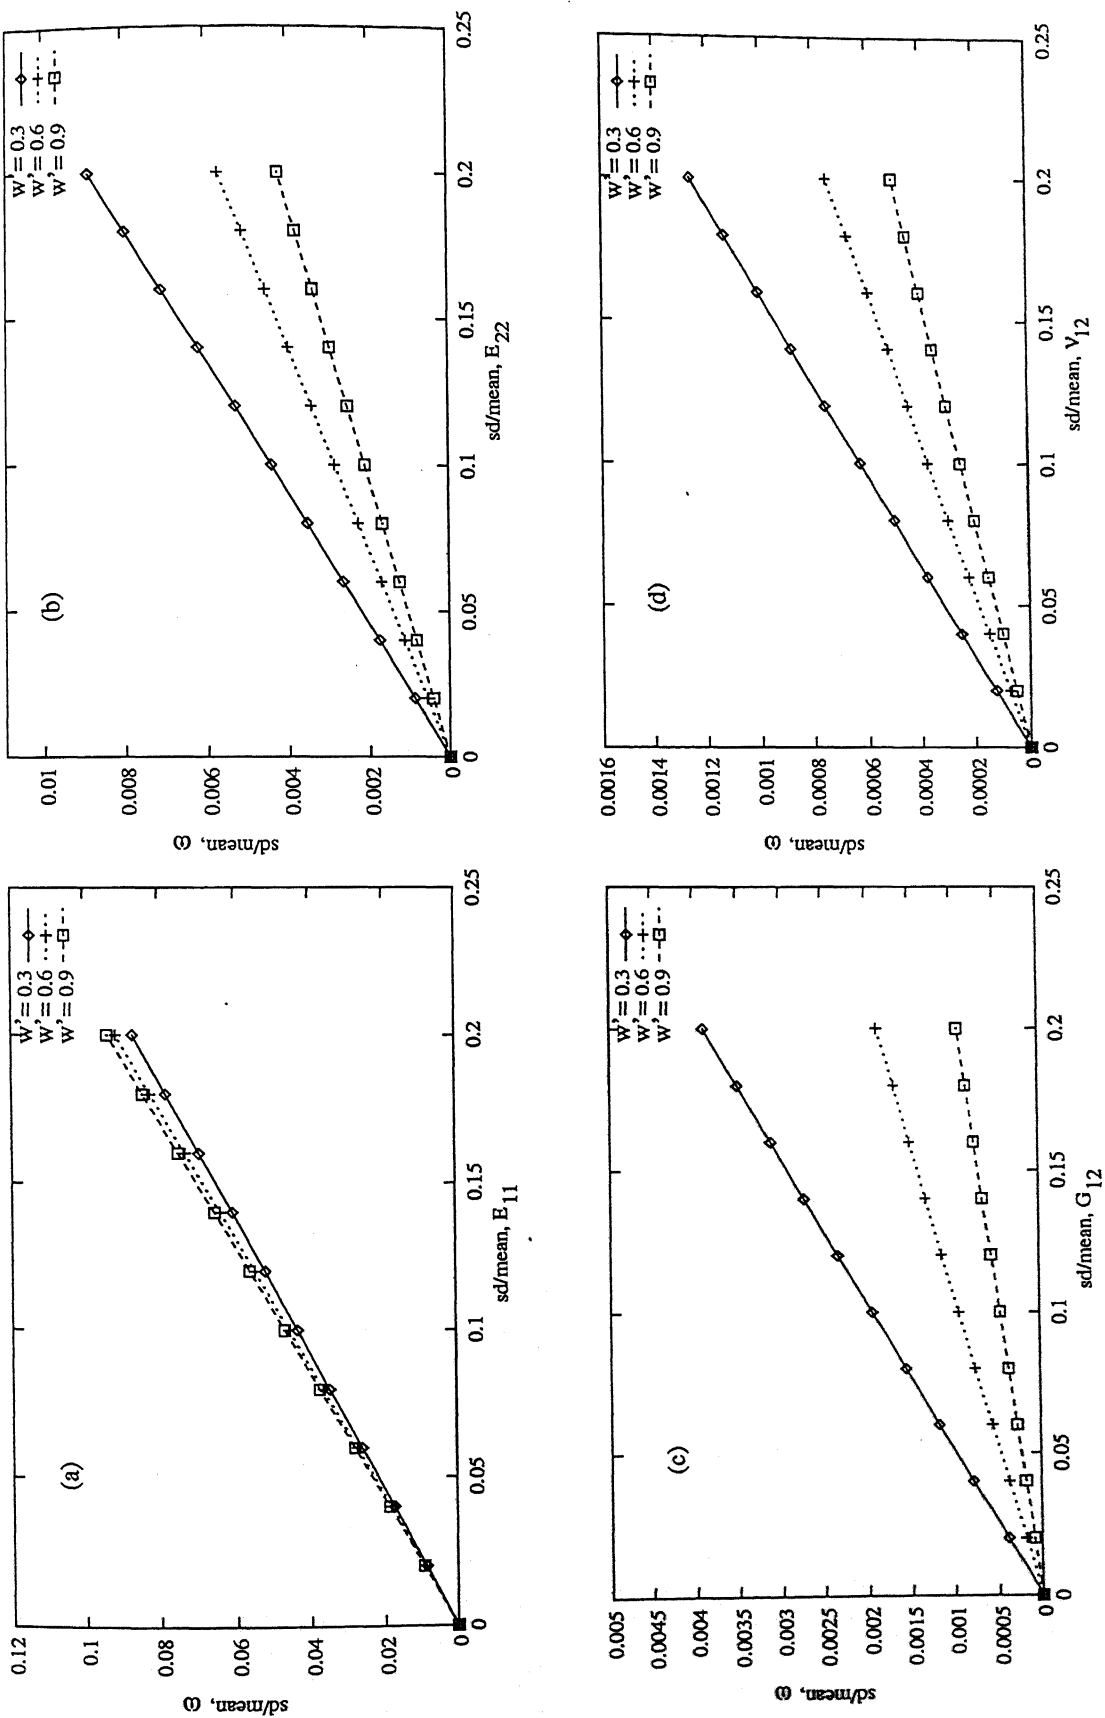 (a)
w'= 0.3
w'= 0.6
w'= 0.9
0.12
0.1
0.08
0.06
0.04
0.02
0
sd/mean, ω
0
0.05
0.1
0.15
0.2
0.25
sd/mean, E11
(b)
w'= 0.3
w'= 0.6
w'= 0.9
0.01
0.008
0.006
0.004
0.002
0
sd/mean, ω
0
0.05
0.1
0.15
0.2
0.25
sd/mean, E22
(c)
w'= 0.3
w'= 0.6
w'= 0.9
0.005
0.0045
0.004
0.0035
0.003
0.0025
0.002
0.0015
0.001
0.0005
0
sd/mean, ω
0
0.05
0.1
0.15
0.2
0.25
sd/mean, G12
(d)
w'= 0.3
w'= 0.6
w'= 0.9
0.0016
0.0014
0.0012
0.001
0.0008
0.0006
0.0004
0.0002
0
sd/mean, ω
0
0.05
0.1
0.15
0.2
0.25
sd/mean, ν12